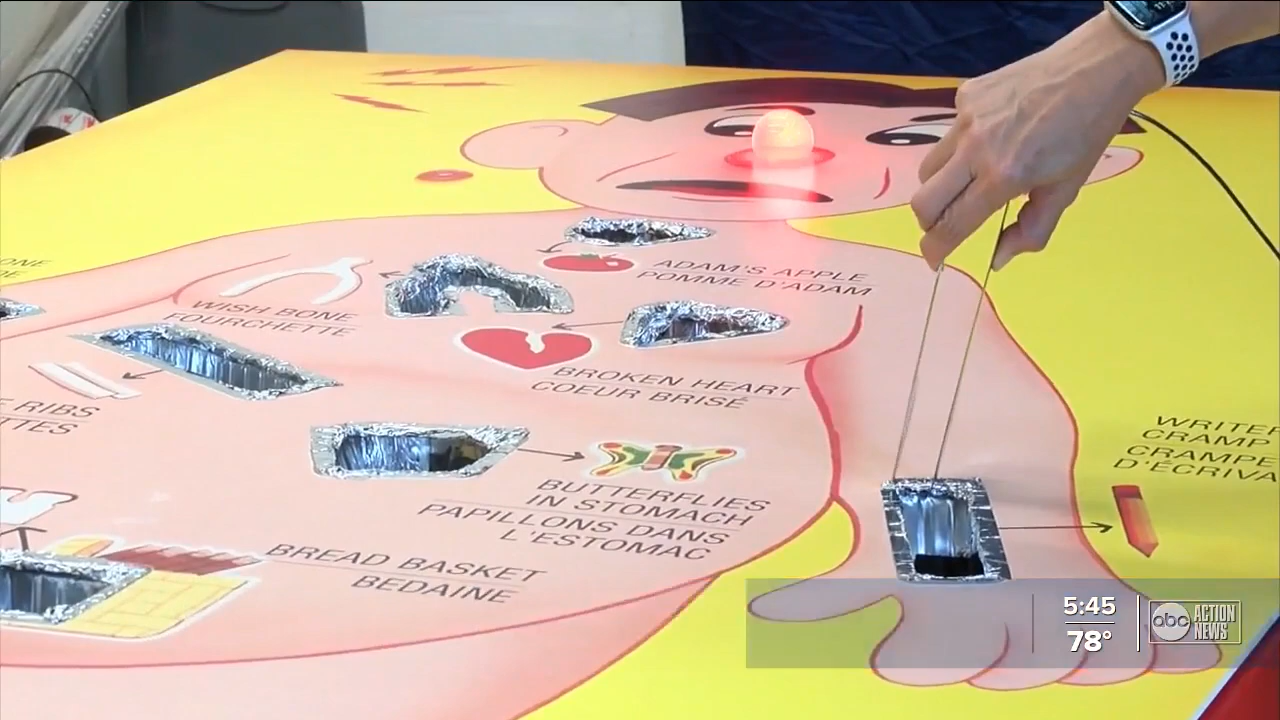 ADAM'S APPLE
POMME D'ADAM
WISH BONE
FOURCHETTE
BROKEN HEART
COEUR BRISÉ
RIBS
BUTTERFLIES
IN STOMACH
PAPILLONS DANS
L'ESTOMAC
BREAD BASKET
BEDAINE
WRITER
CRAMP
CRAMPE
D'ÉCRIVA
5:45
78°
abc
ACTION
NEWS